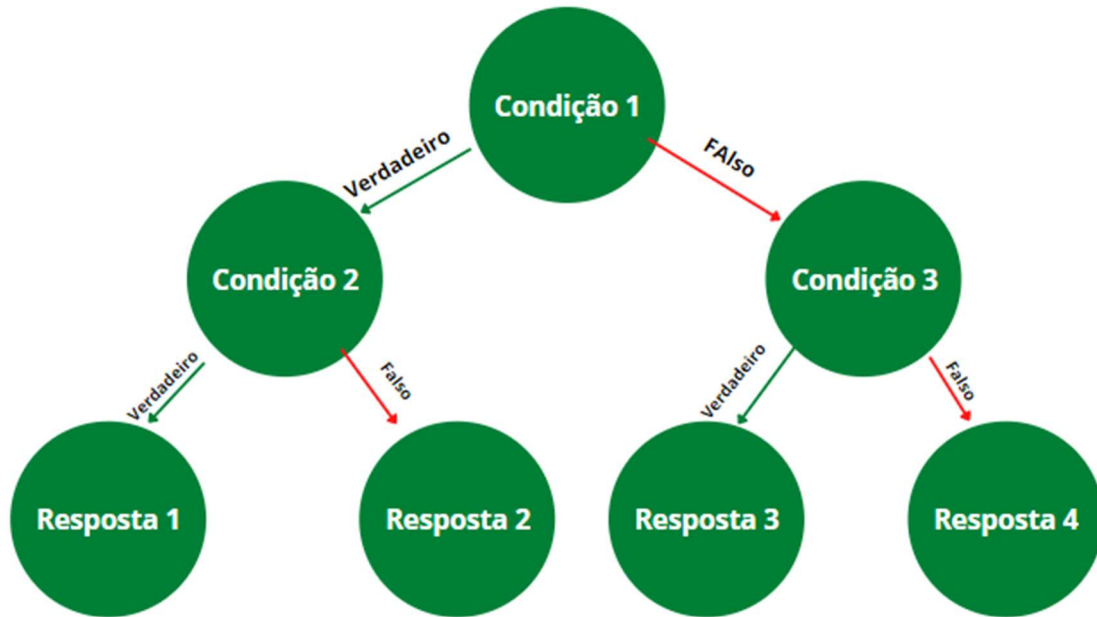 Condição 1
Verdadeiro
FAlso
Condição 2
Condição 3
Verdadeiro
Falso
Verdadeiro
Falso
Resposta 1
Resposta 2
Resposta 3
Resposta 4